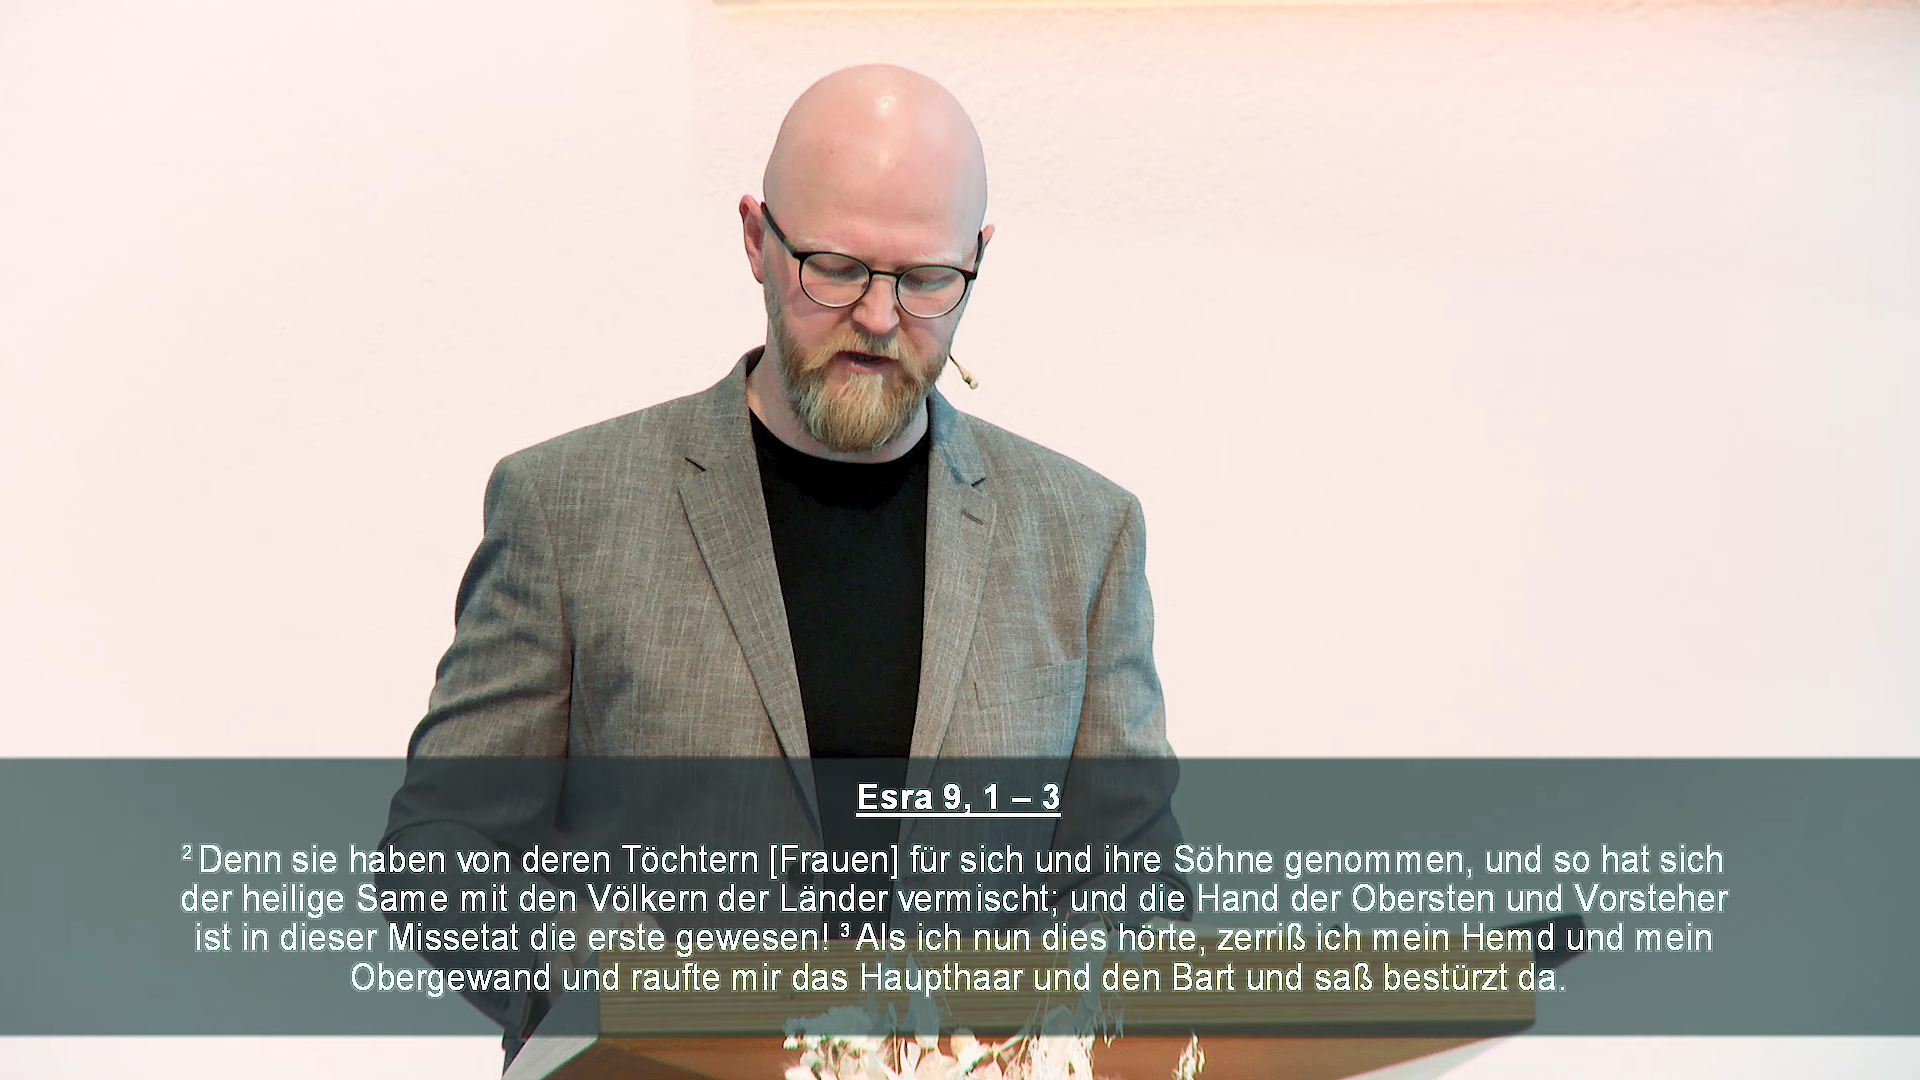 Esra 9, 1 – 3
² Denn sie haben von deren Töchtern [Frauen] für sich und ihre Söhne genommen, und so hat sich
der heilige Same mit den Völkern der Länder vermischt; und die Hand der Obersten und Vorsteher
ist in dieser Missetat die erste gewesen! ³ Als ich nun dies hörte, zerriß ich mein Hemd und mein
Obergewand und raufte mir das Haupthaar und den Bart und saß bestürzt da.